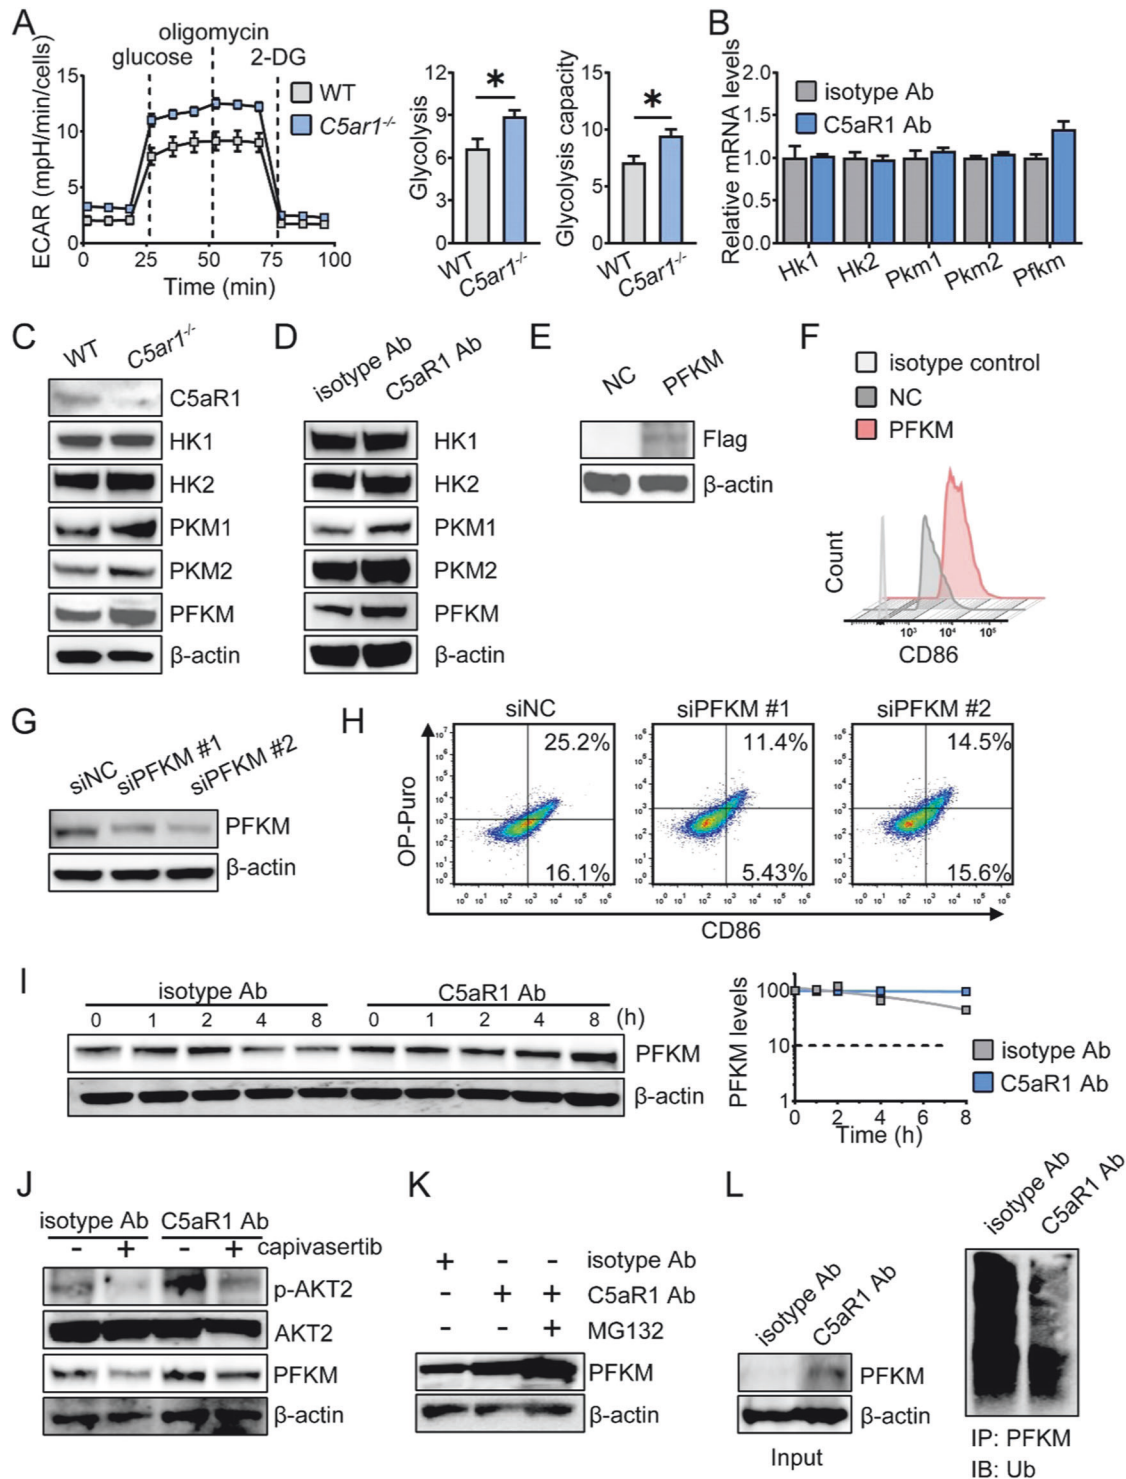 A
oligomycin
glucose
2-DG
ECAR (mpH/min/cells)
15
10
5
0
0 25 50 75 100
Time (min)
WT
C5ar1-/-
Glycolysis
12
9
6
3
0
WT
C5ar1-/-
*
Glycolysis capacity
15
10
5
0
WT
C5ar1-/-
*
B
Relative mRNA levels
2.0
1.5
1.0
0.5
0.0
isotype Ab
C5aR1 Ab
Hk1 Hk2 Pkm1 Pkm2 Pfkm
C
WT C5ar1-/-
C5aR1
HK1
HK2
PKM1
PKM2
PFKM
β-actin
D
isotype Ab C5aR1 Ab
HK1
HK2
PKM1
PKM2
PFKM
β-actin
E
NC PFKM
Flag
β-actin
F
isotype control
NC
PFKM
Count
10³ 10⁴ 10⁵
CD86
G
siNC siPFKM #1 siPFKM #2
PFKM
β-actin
H
siNC siPFKM #1 siPFKM #2
25.2% 11.4% 14.5%
16.1% 5.43% 15.6%
OP-Puro
CD86
I
isotype Ab C5aR1 Ab
0 1 2 4 8 0 1 2 4 8 (h)
PFKM
β-actin
PFKM levels
100
10
1
0 2 4 6 8
Time (h)
isotype Ab
C5aR1 Ab
J
isotype Ab C5aR1 Ab
- + - + capivasertib
p-AKT2
AKT2
PFKM
β-actin
K
+ - - isotype Ab
- + + C5aR1 Ab
- - + MG132
PFKM
β-actin
L
isotype Ab C5aR1 Ab
PFKM
β-actin
Input
isotype Ab C5aR1 Ab
IP: PFKM
IB: Ub